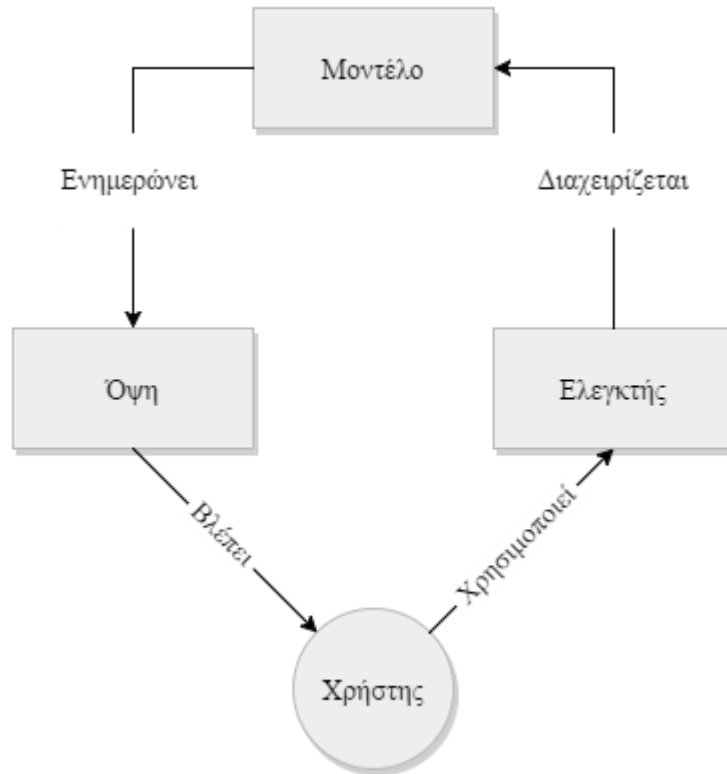 Μοντέλο
Ενημερώνει
Διαχειρίζεται
Όψη
Ελεγκτής
Βλέπει
Χρησιμοποιεί
Χρήστης